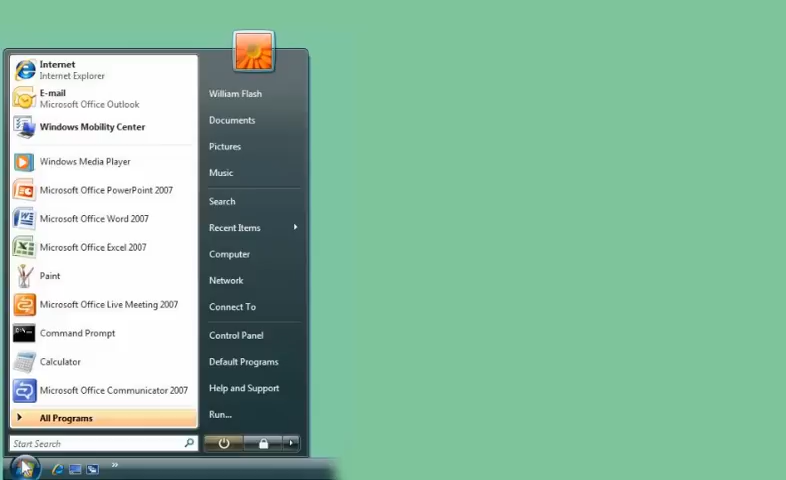 Internet
Internet Explorer
E-mail
Microsoft Office Outlook
Windows Mobility Center
Windows Media Player
Microsoft Office PowerPoint 2007
Microsoft Office Word 2007
Microsoft Office Excel 2007
Paint
Microsoft Office Live Meeting 2007
Command Prompt
Calculator
Microsoft Office Communicator 2007
All Programs
Start Search
William Flash
Documents
Pictures
Music
Search
Recent Items
Computer
Network
Connect To
Control Panel
Default Programs
Help and Support
Run...